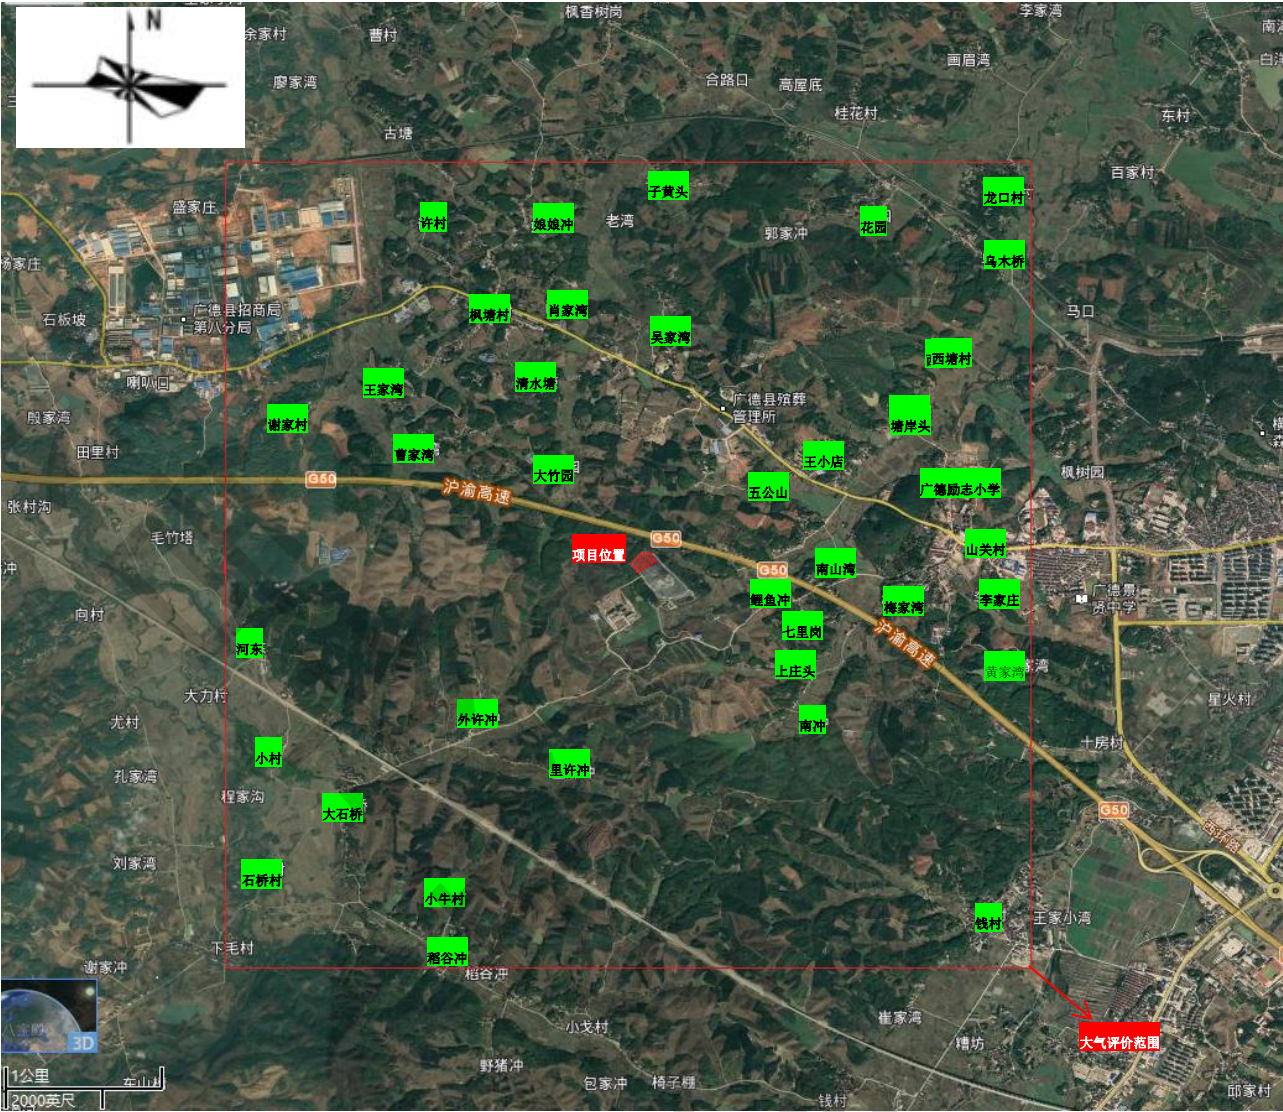 枫香树岗
李家湾
余家村
曹村
N
画眉湾
廖家湾
合路口
高屋底
桂花村
东村
古塘
百家村
子黄头
龙口村
盛家庄
许村
娘娘冲
老湾
花园
郭家冲
乌木桥
杨家庄
广德县招商局
第八分局
石板坡
枫塘村
肖家湾
马口
吴家湾
西塘村
喇叭口
王家湾
清水塘
广德县殡葬
管理所
殷家湾
谢家村
塘岸头
田里村
曹家湾
大竹园
王小店
枫树园
G50
沪渝高速
五公山
广德励志小学
张村沟
毛竹塔
G50
项目位置
山关村
冲
G50
南山湾
鲤鱼冲
梅家湾
李家庄
广德景
贤中学
向村
七里岗
沪渝高速
河东
上庄头
黄家湾
家湾
大力村
星火村
尤村
外许冲
南冲
十房村
小村
里许冲
孔家湾
程家沟
大石桥
G50
西环路
刘家湾
石桥村
小牛村
钱村
王家小湾
下毛村
稻谷冲
谢家冲
稻谷冲
崔家湾
小戈村
大气评价范围
3D
糟坊
野猪冲
1公里
车山村
包家冲
椅子棚
邱家村
2000英尺
钱村